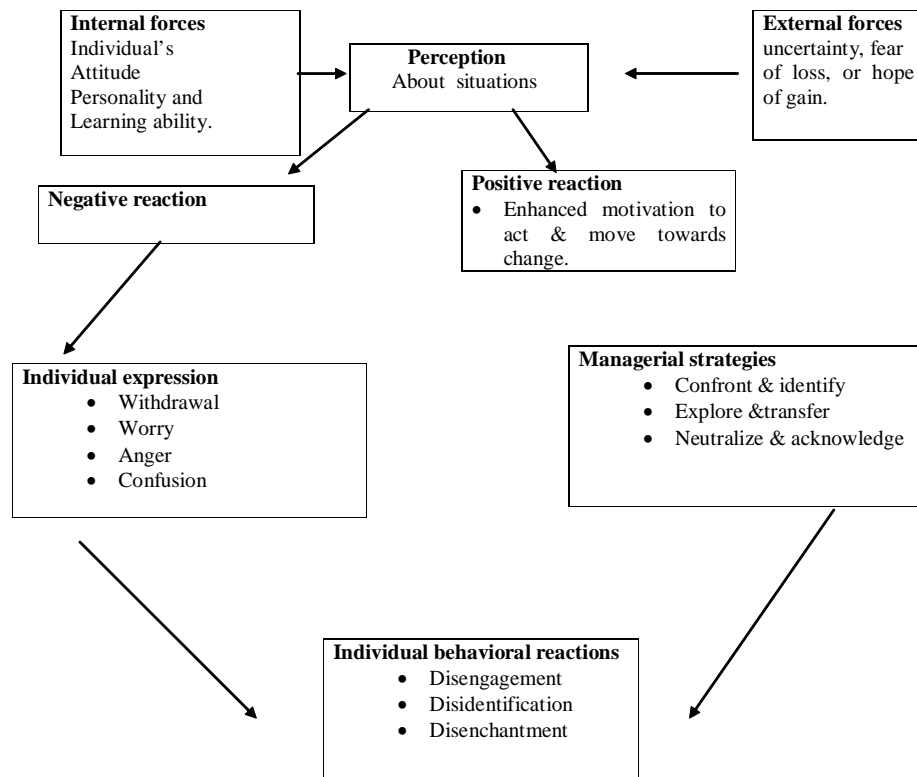 Internal forces
Individual’s
Attitude
Personality and
Learning ability.
Perception
About situations
External forces
uncertainty, fear
of loss, or hope
of gain.
Negative reaction
Positive reaction
• Enhanced motivation to
act & move towards
change.
Individual expression
• Withdrawal
• Worry
• Anger
• Confusion
Managerial strategies
• Confront & identify
• Explore &transfer
• Neutralize & acknowledge
Individual behavioral reactions
• Disengagement
• Disidentification
• Disenchantment